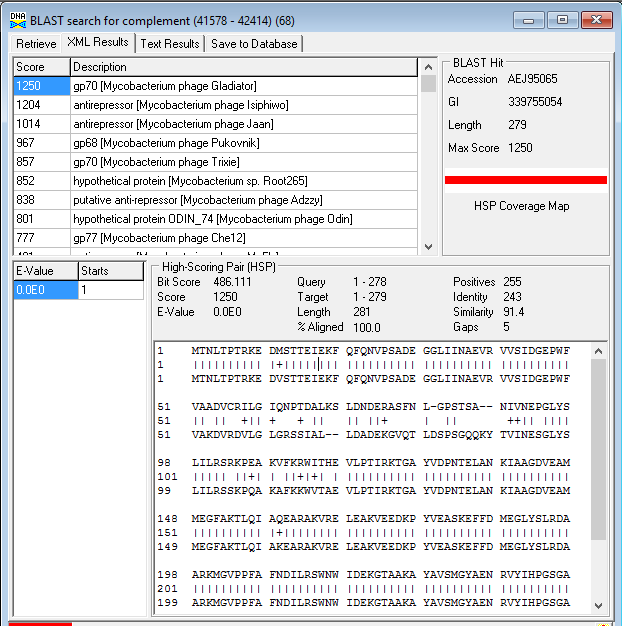 BLAST search for complement (41578 - 42414) (68)
Retrieve XML Results Text Results Save to Database
Score Description
1250 gp70 [Mycobacterium phage Gladiator]
1204 antirepressor [Mycobacterium phage Isiphiwo]
1014 antirepressor [Mycobacterium phage Jaan]
967 gp68 [Mycobacterium phage Pukovnik]
857 gp70 [Mycobacterium phage Trixie]
852 hypothetical protein [Mycobacterium sp. Root265]
838 putative anti-repressor [Mycobacterium phage Adzzy]
801 hypothetical protein ODIN_74 [Mycobacterium phage Odin]
777 gp77 [Mycobacterium phage Che12]
BLAST Hit
Accession AEJ95065
GI 339755054
Length 279
Max Score 1250
HSP Coverage Map
E-Value Starts
0.0E0 1
High-Scoring Pair (HSP)
Bit Score 486.111 Query 1 - 278 Positives 255
Score 1250 Target 1 - 279 Identity 243
E-Value 0.0E0 Length 281 Similarity 91.4
% Aligned 100.0 Gaps 5
1 MTNLTPTRKE DMSTTEIEKF QFQNVPSADE GGLIINAEVR VVSIDGEPWF
1 |||||||||| |+|||||||| |||||||||| |||||||||| ||||||||||
1 MTNLTPTRKE DVSTTEIEKF QFQNVPSADE GGLIINAEVR VVSIDGEPWF
51 VAADVCRILG IQNPTDALKS LDNDERASFN L-GPSTSA-- NIVNEPGLYS
51 || || +|| + + | || ||+ | || ++|||||||
51 VAKDVRDVLG LGRSSIAL-- LDADEKGVQT LDSPSGQQKY TVINESGLYS
98 LILRSRKPEA KVFKRWITHE VLPTIRKTGA YVDPNTELAN KIAAGDVEAM
101 |||||| ||+ | ||+|+| | |||||||||| |||||||||| ||||||||||
99 LILRSSKPQA KAFKKWVTAE VLPTIRKTGA YVDPNTELAN KIAAGDVEAM
148 MEGFAKTLQI AQEARAKVRE LEAKVEEDKP YVEASKEFFD MEGLYSLRDA
151 |||||||||| |+|||||||| |||||||||| |||||||||| ||||||||||
149 MEGFAKTLQI AKEARAKVRE LEAKVEEDKP YVEASKEFFD MEGLYSLRDA
198 ARKMGVPPFA FNDILRSWNW IDEKGTAAKA YAVSMGYAEN RVYIHPGSGA
201 |||||||||| |||||||||| |||||||||| |||||||||| ||||||||||
199 ARKMGVPPFA FNDILRSWNW IDEKGTAAKA YAVSMGYAEN RVYIHPGSGA